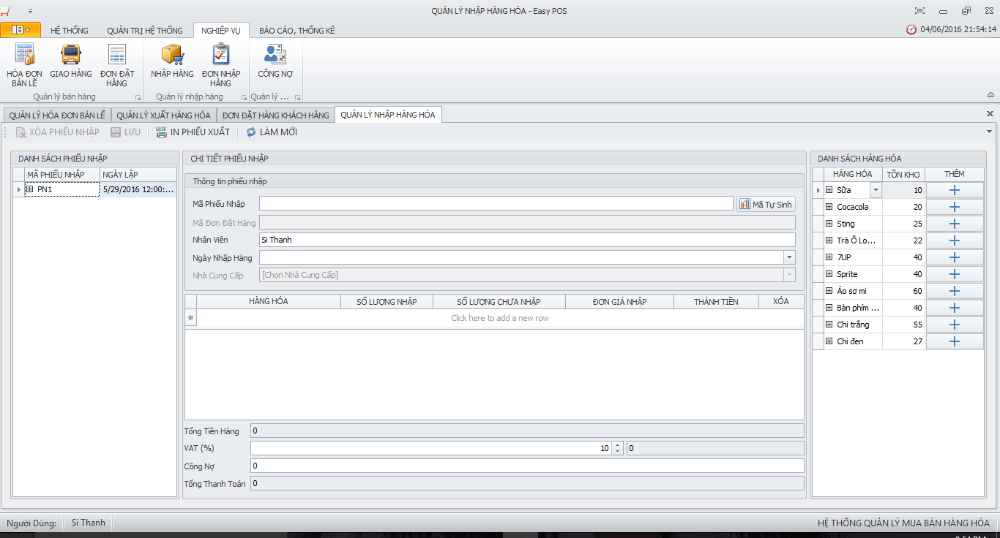 QUẢN LÝ NHẬP HÀNG HÓA - Easy POS
HỆ THỐNG QUẢN TRỊ HỆ THỐNG NGHIỆP VỤ BÁO CÁO, THỐNG KÊ 04/06/2016 21:54:14
HÓA ĐƠN BÁN LẺ
GIAO HÀNG
ĐƠN ĐẶT HÀNG
NHẬP HÀNG
ĐƠN NHẬP HÀNG
CÔNG NỢ
Quản lý bán hàng Quản lý nhập hàng Quản lý ...
QUẢN LÝ HÓA ĐƠN BÁN LẺ QUẢN LÝ XUẤT HÀNG HÓA ĐƠN ĐẶT HÀNG KHÁCH HÀNG QUẢN LÝ NHẬP HÀNG HÓA
XÓA PHIẾU NHẬP LƯU PDF IN PHIẾU XUẤT LÀM MỚI
DANH SÁCH PHIẾU NHẬP
MÃ PHIẾU NHẬP NGÀY LẬP
PN1 5/29/2016 12:00:...
CHI TIẾT PHIẾU NHẬP
Thông tin phiếu nhập
Mã Phiếu Nhập Mã Tự Sinh
Mã Đơn Đặt Hàng
Nhân Viên Si Thanh
Ngày Nhập Hàng
Nhà Cung Cấp [Chọn Nhà Cung Cấp]
HÀNG HÓA SỐ LƯỢNG NHẬP SỐ LƯỢNG CHƯA NHẬP ĐƠN GIÁ NHẬP THÀNH TIỀN XÓA
Click here to add a new row
Tổng Tiền Hàng 0
VAT (%) 10 0
Công Nợ 0
Tổng Thanh Toán 0
DANH SÁCH HÀNG HÓA
HÀNG HÓA TỒN KHO THÊM
Sữa 10
Cocacola 20
Sting 25
Trà Ô Lo... 22
7UP 40
Sprite 40
Áo sơ mi 60
Bàn phím ... 40
Chỉ trắng 55
Chỉ đen 27
Người Dùng: Si Thanh HỆ THỐNG QUẢN LÝ MUA BÁN HÀNG HÓA